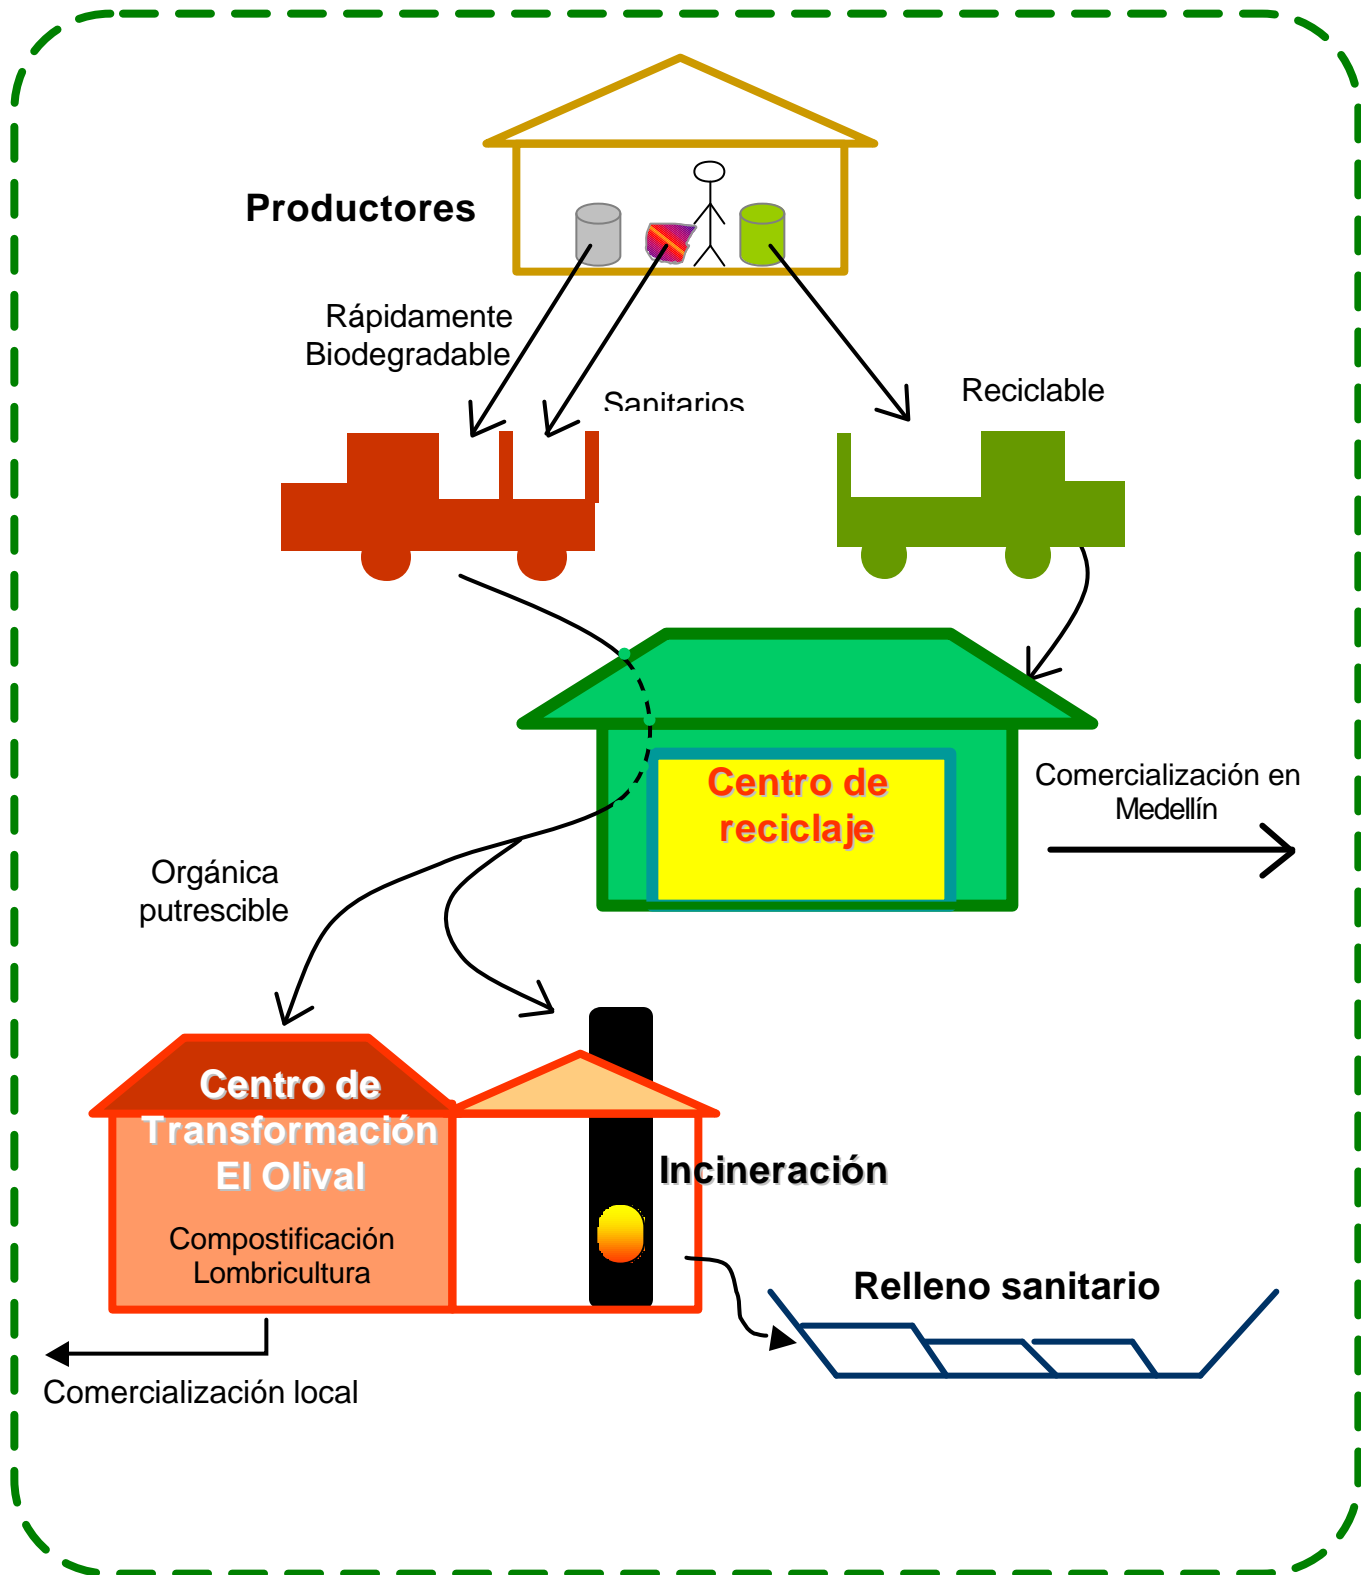 Productores
Rápidamente
Biodegradable
Sanitarios
Reciclable
Centro de
reciclaje
Comercialización en
Medellín
Orgánica
putrescible
Centro de
Transformación
El Olival
Compostificación
Lombricultura
Incineración
Relleno sanitario
Comercialización local